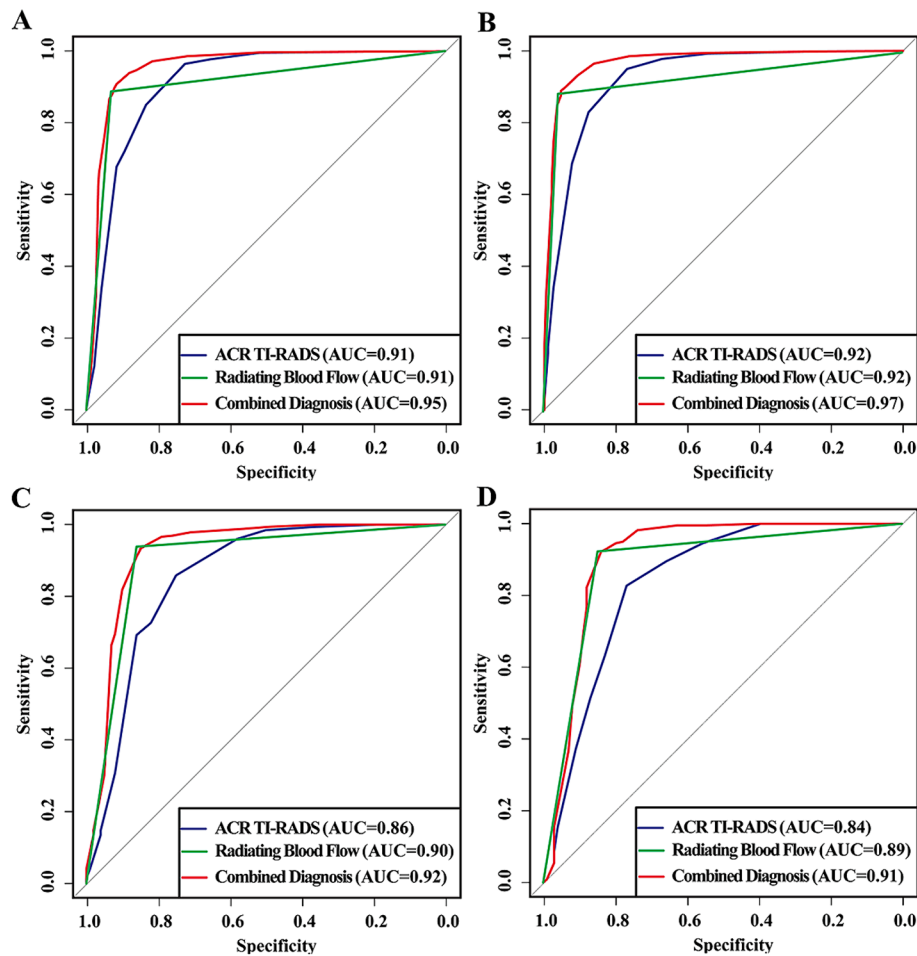 A
Sensitivity
1.0
0.8
0.6
0.4
0.2
0.0
ACR TI-RADS (AUC=0.91)
Radiating Blood Flow (AUC=0.91)
Combined Diagnosis (AUC=0.95)
1.0 0.8 0.6 0.4 0.2 0.0
Specificity
B
Sensitivity
1.0
0.8
0.6
0.4
0.2
0.0
ACR TI-RADS (AUC=0.92)
Radiating Blood Flow (AUC=0.92)
Combined Diagnosis (AUC=0.97)
1.0 0.8 0.6 0.4 0.2 0.0
Specificity
C
Sensitivity
1.0
0.8
0.6
0.4
0.2
0.0
ACR TI-RADS (AUC=0.86)
Radiating Blood Flow (AUC=0.90)
Combined Diagnosis (AUC=0.92)
1.0 0.8 0.6 0.4 0.2 0.0
Specificity
D
Sensitivity
1.0
0.8
0.6
0.4
0.2
0.0
ACR TI-RADS (AUC=0.84)
Radiating Blood Flow (AUC=0.89)
Combined Diagnosis (AUC=0.91)
1.0 0.8 0.6 0.4 0.2 0.0
Specificity